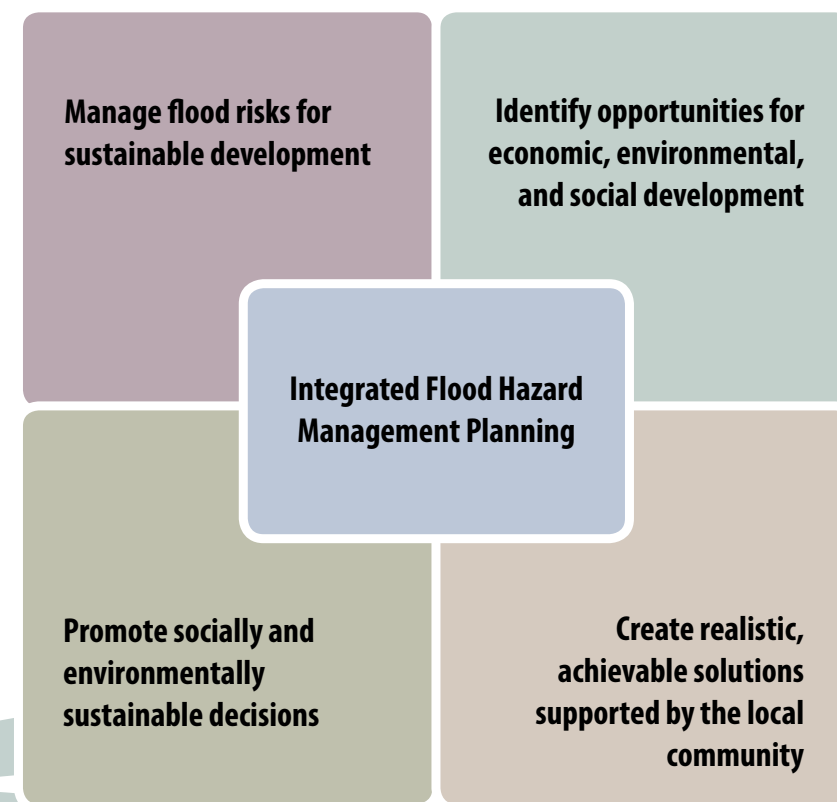 Manage flood risks for
sustainable development
Identify opportunities for
economic, environmental,
and social development
Integrated Flood Hazard
Management Planning
Promote socially and
environmentally
sustainable decisions
Create realistic,
achievable solutions
supported by the local
community